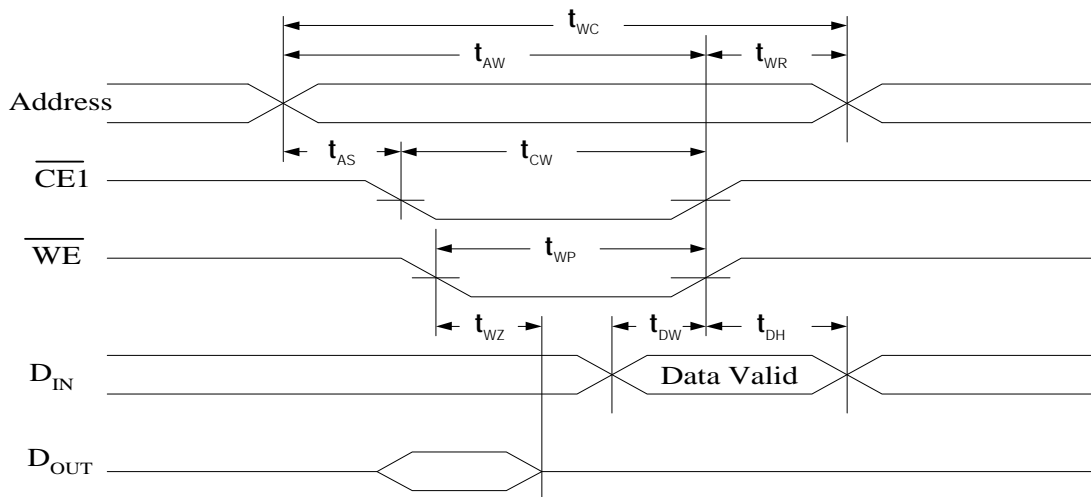 tWC
tAW tWR
Address
tAS tCW
CE1
tWP
WE
tWZ tDW tDH
DIN Data Valid
DOUT